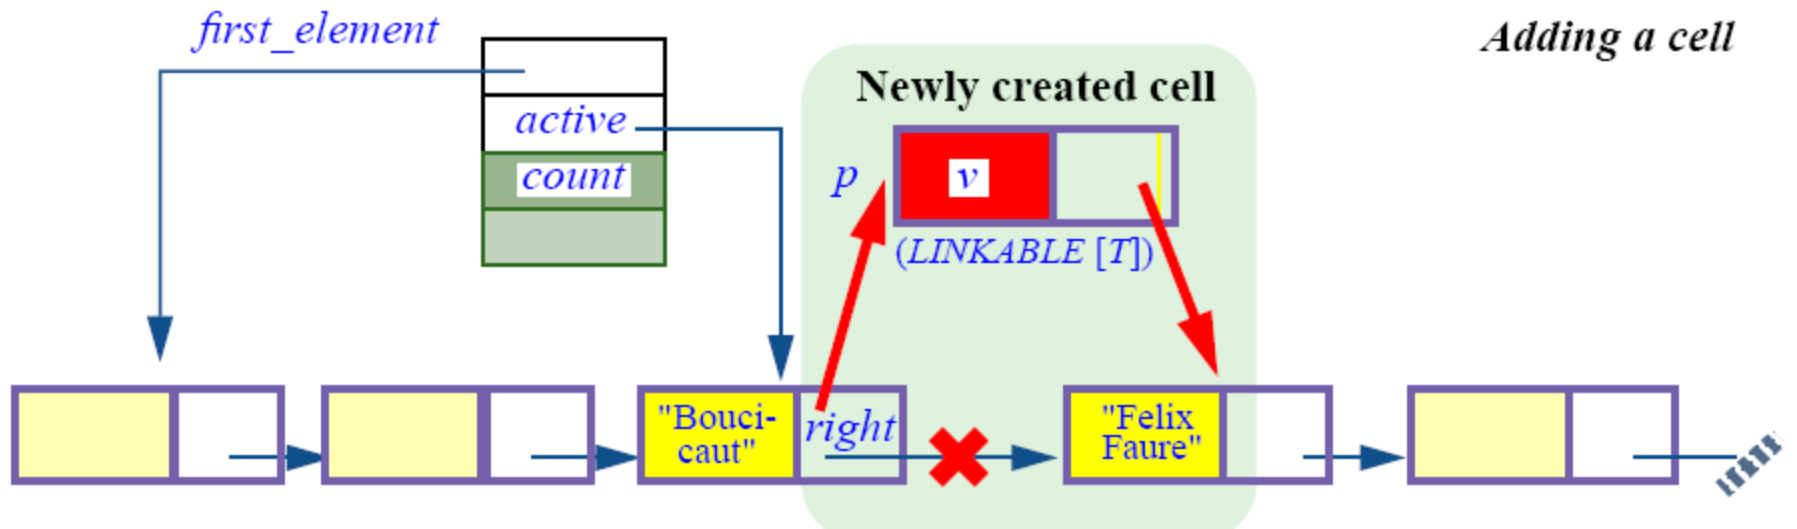 first_element
Adding a cell
Newly created cell
active
count
p
v
(LINKABLE [T])
"Bouci-
caut"
right
"Felix
Faure"